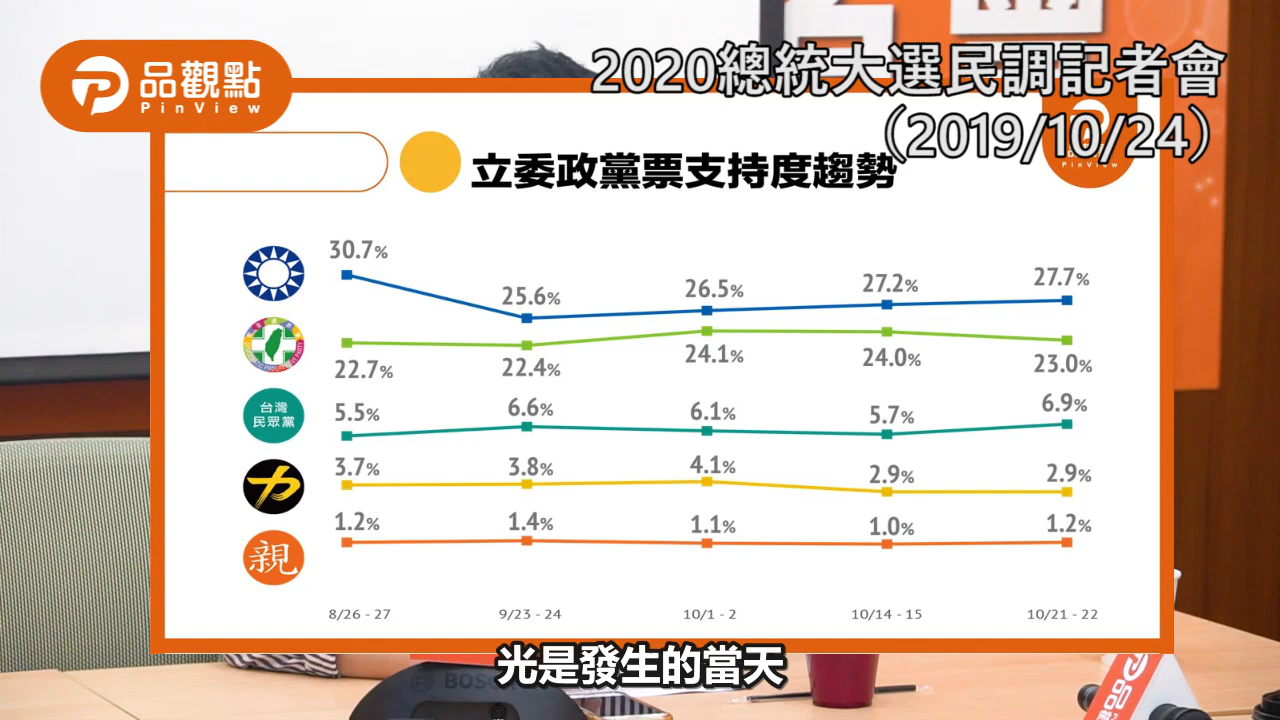 品觀點
PinView
2020總統大選民調記者會
（2019/10/24）
PinView
立委政黨票支持度趨勢
30.7% 25.6% 26.5% 27.2% 27.7%
22.7% 22.4% 24.1% 24.0% 23.0%
台灣
民眾黨
5.5% 6.6% 6.1% 5.7% 6.9%
3.7% 3.8% 4.1% 2.9% 2.9%
親
1.2% 1.4% 1.1% 1.0% 1.2%
8/26 - 27 9/23 - 24 10/1 - 2 10/14 - 15 10/21 - 22
光是發生的當天
BOSCH